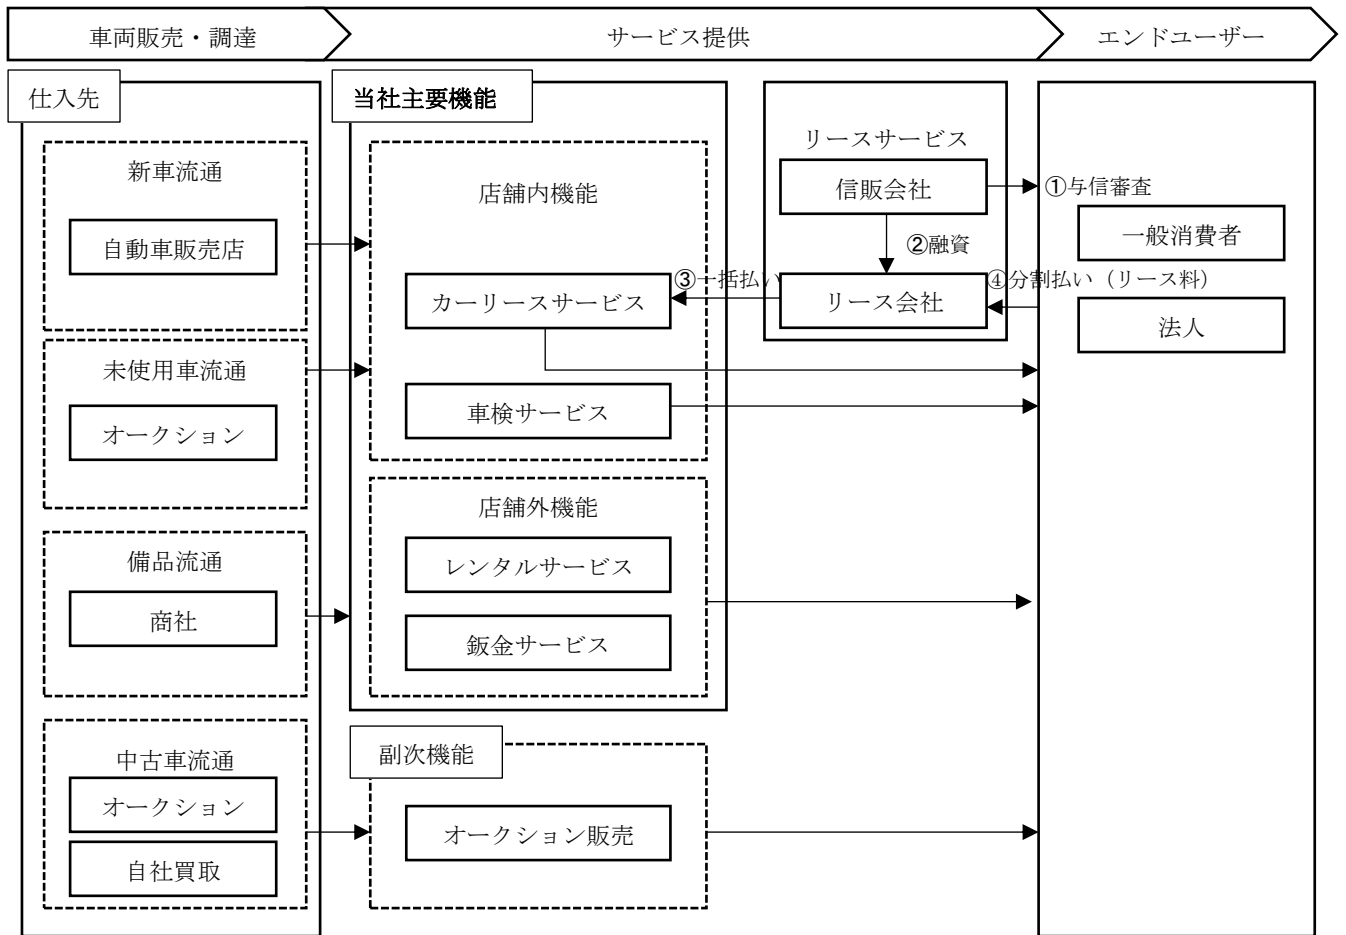 車両販売・調達
サービス提供
エンドユーザー
仕入先
新車流通
自動車販売店
未使用車流通
オークション
備品流通
商社
中古車流通
オークション
自社買取
当社主要機能
店舗内機能
カーリースサービス
車検サービス
店舗外機能
レンタルサービス
鈑金サービス
副次機能
オークション販売
リースサービス
信販会社
②融資
③一括払い
リース会社
①与信審査
一般消費者
④分割払い（リース料）
法人